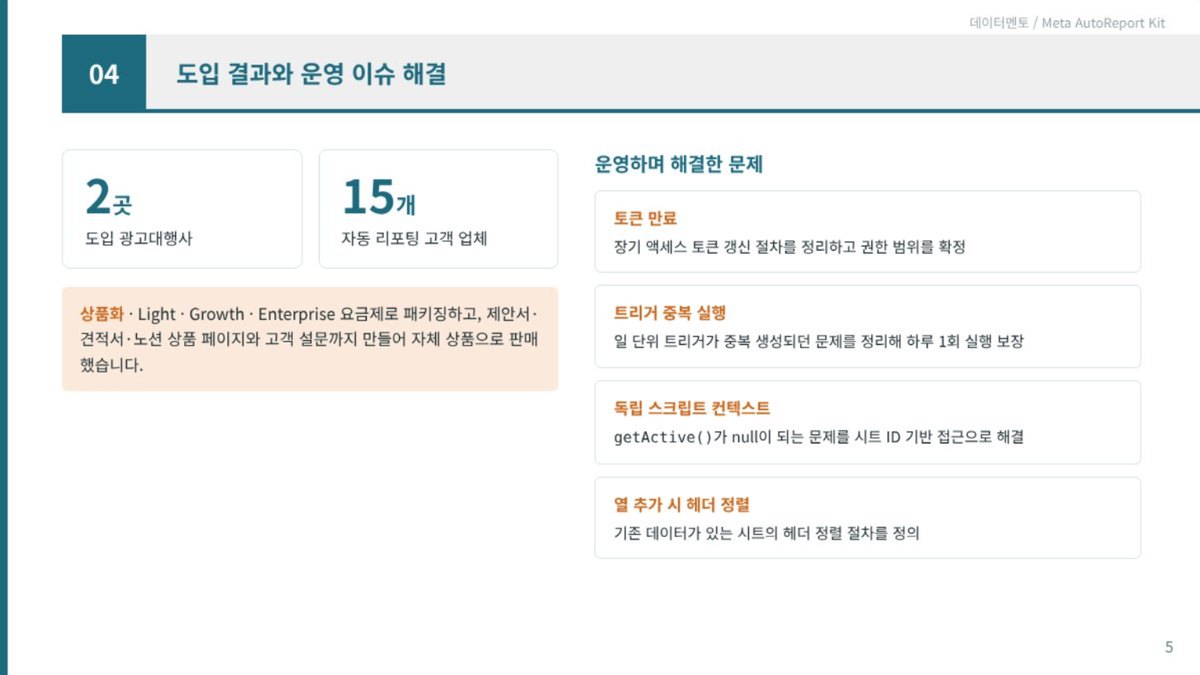 데이터멘토 / Meta AutoReport Kit
04
도입 결과와 운영 이슈 해결
2곳
도입 광고대행사
15개
자동 리포팅 고객 업체
상품화 · Light · Growth · Enterprise 요금제로 패키징하고, 제안서·
견적서·노션 상품 페이지와 고객 설문까지 만들어 자체 상품으로 판매
했습니다.
운영하며 해결한 문제
토큰 만료
장기 액세스 토큰 갱신 절차를 정리하고 권한 범위를 확정
트리거 중복 실행
일 단위 트리거가 중복 생성되던 문제를 정리해 하루 1회 실행 보장
독립 스크립트 컨텍스트
getActive()가 null이 되는 문제를 시트 ID 기반 접근으로 해결
열 추가 시 헤더 정렬
기존 데이터가 있는 시트의 헤더 정렬 절차를 정의
5